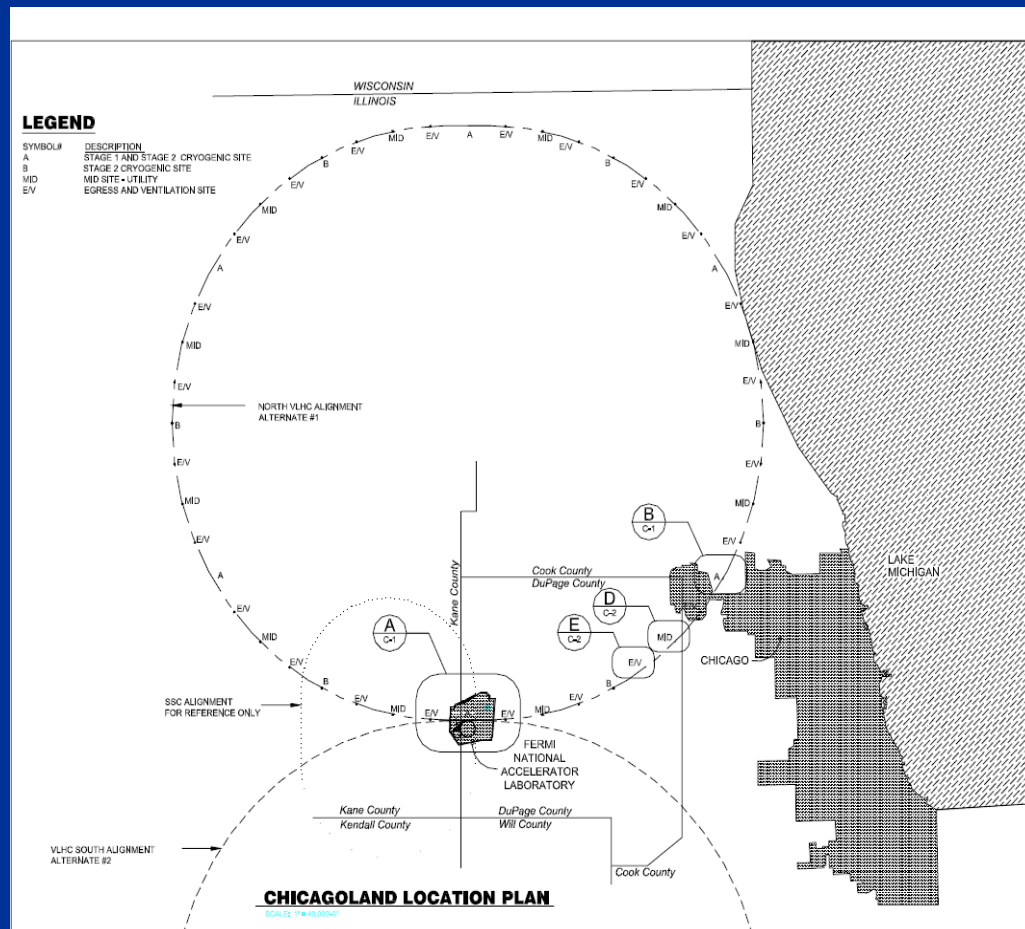 WISCONSIN
ILLINOIS
LEGEND
SYMBOL# DESCRIPTION
A STAGE 1 AND STAGE 2 CRYOGENIC SITE
B STAGE 2 CRYOGENIC SITE
MID MID SITE - UTILITY
E/V EGRESS AND VENTILATION SITE
MID E/V A E/V MID
E/V E/V
B B
E/V E/V
MID MID
E/V E/V
A A
E/V E/V
MID MID
E/V E/V
NORTH VLHC ALIGNMENT
ALTERNATE #1
B B
E/V E/V
MID MID
E/V E/V
B
C-1
A A
LAKE
MICHIGAN
Cook County
DuPage County
Kane County
E/V
D
C-2
MID MID
E
C-2
A
C-1
E/V E/V
CHICAGO
B B
SSC ALIGNMENT
FOR REFERENCE ONLY
E/V E/V
MID E/V A E/V MID
FERMI
NATIONAL
ACCELERATOR
LABORATORY
Kane County DuPage County
Kendall County Will County
VLHC SOUTH ALIGNMENT
ALTERNATE #2
Cook County
CHICAGOLAND LOCATION PLAN